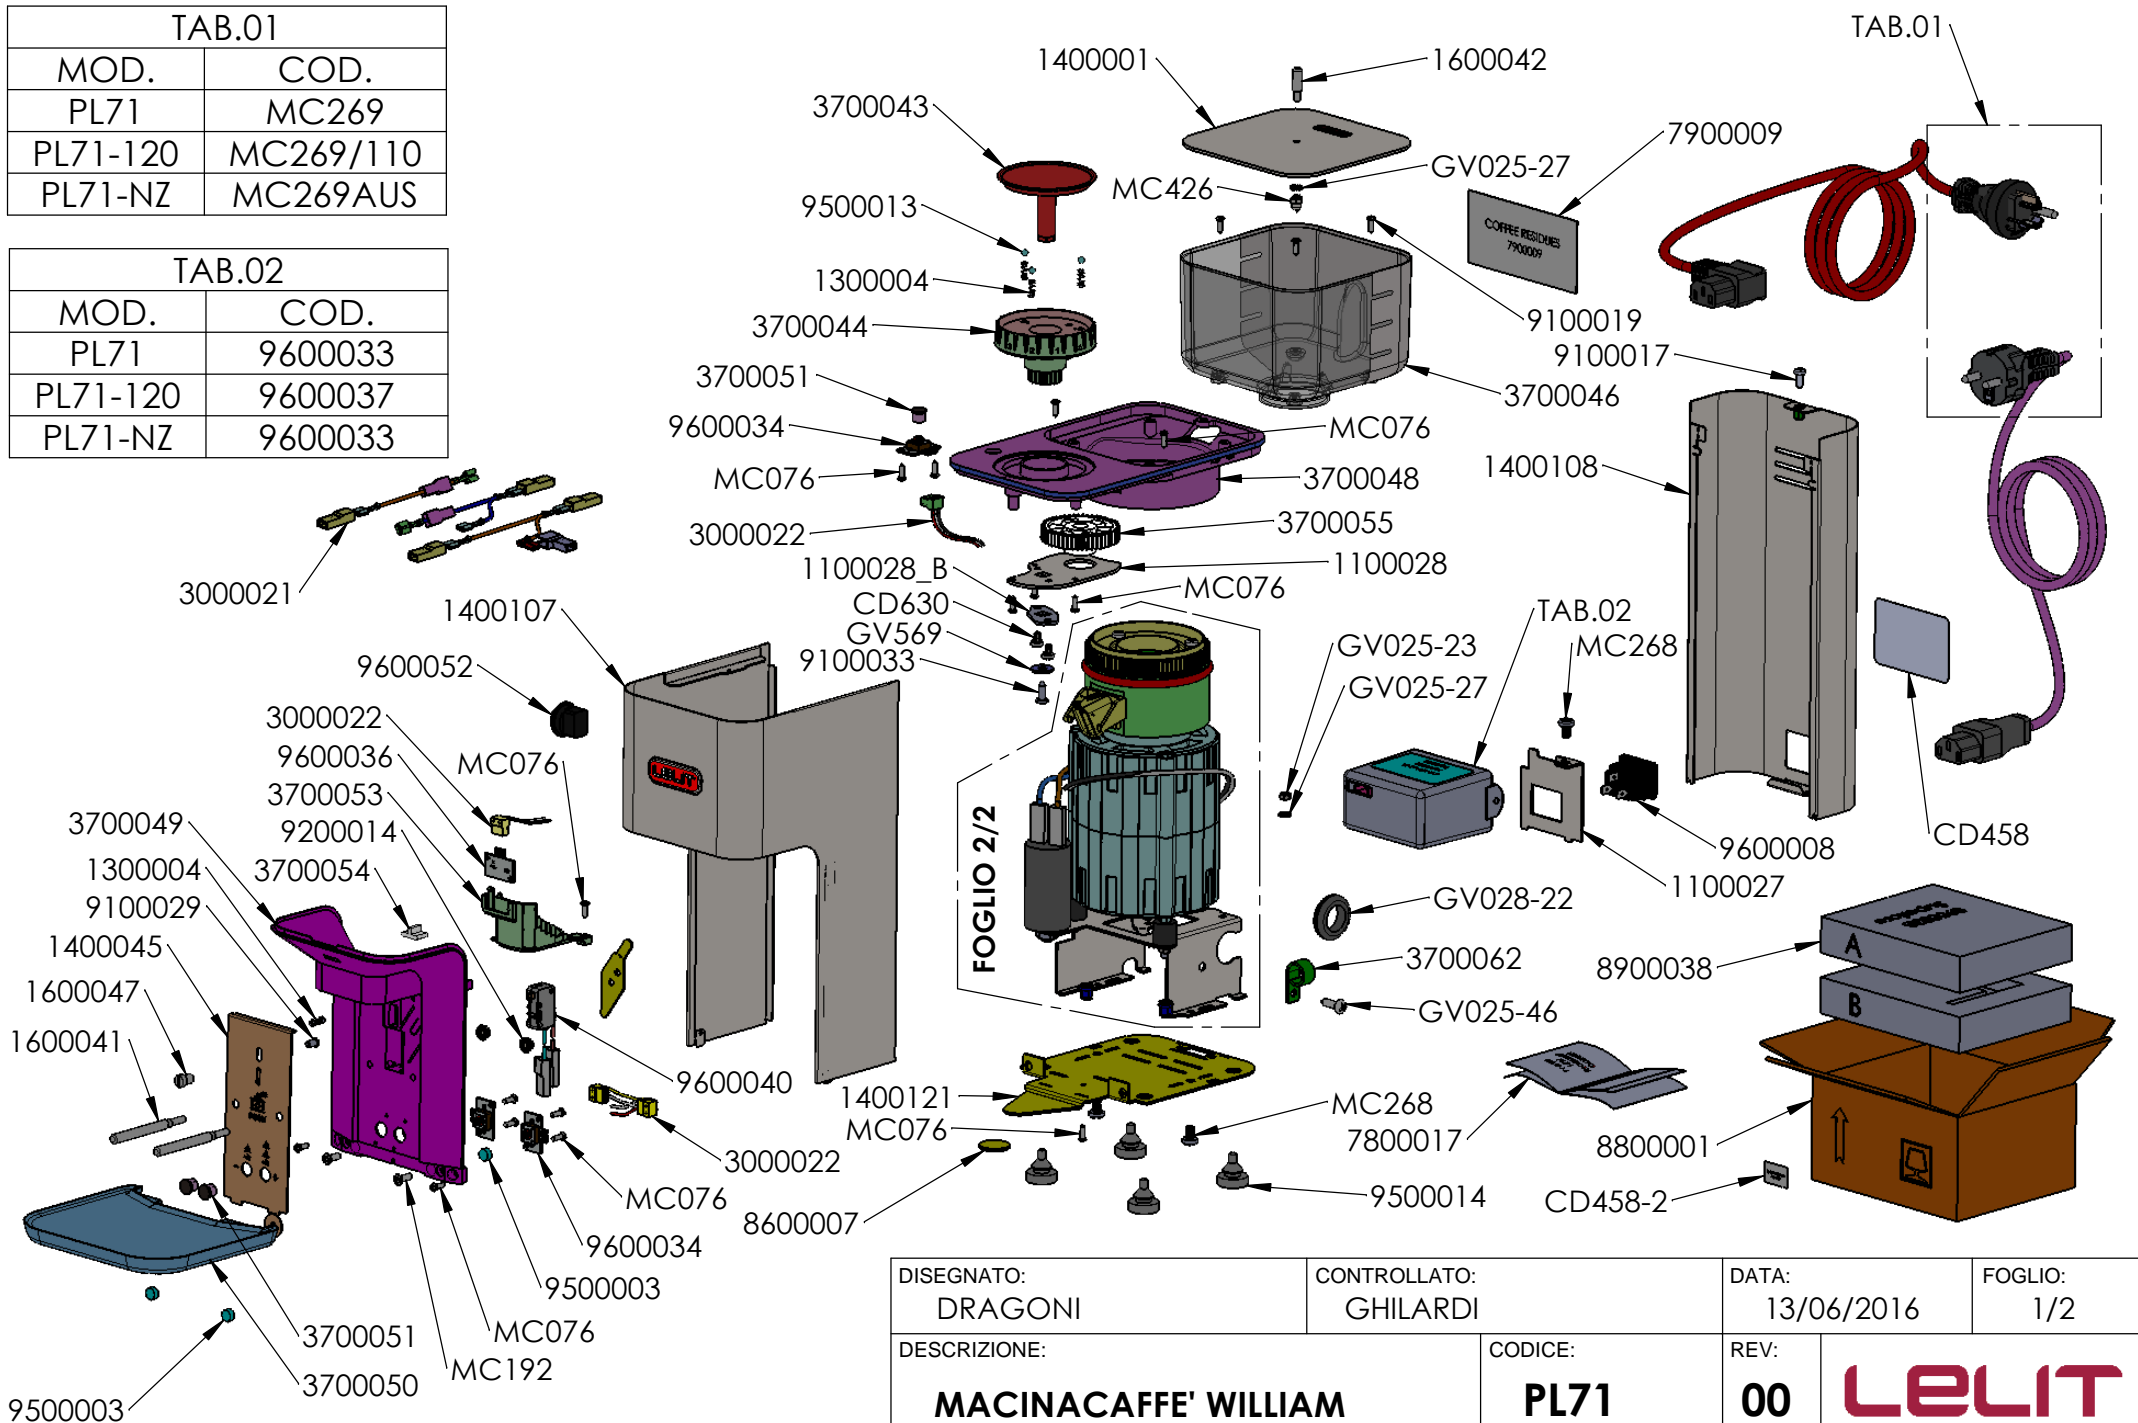 TAB.01
MOD. COD.
PL71 MC269
PL71-120 MC269/110
PL71-NZ MC269AUS
TAB.02
MOD. COD.
PL71 9600033
PL71-120 9600037
PL71-NZ 9600033
TAB.01
1400001
1600042
3700043
7900009
GV025-27
MC426
9500013
COFFEE RESIDUES
7900009
1300004
9100019
3700044
9100017
3700051
3700046
9600034
MC076
1400108
MC076
3700048
3000022
3700055
1100028_B
1100028
3000021
MC076
1400107
CD630
TAB.02
GV569
GV025-23
MC268
9600052
9100033
GV025-27
3000022
9600036
MC076
LELIT
3700053
3700049
9200014
FOGLIO 2/2
CD458
9600008
1300004
3700054
1100027
9100029
GV028-22
1400045
A
3700062
8900038
1600047
B
GV025-46
1600041
9600040
1400121
MC268
MC076
7800017
8800001
3000022
MC076
9500014
CD458-2
8600007
9600034
9500003
3700051
MC076
3700050
MC192
9500003
DISEGNATO: CONTROLLATO: DATA: FOGLIO:
DRAGONI GHILARDI 13/06/2016 1/2
DESCRIZIONE: CODICE: REV:
MACINACAFFE' WILLIAM PL71 00 LELIT